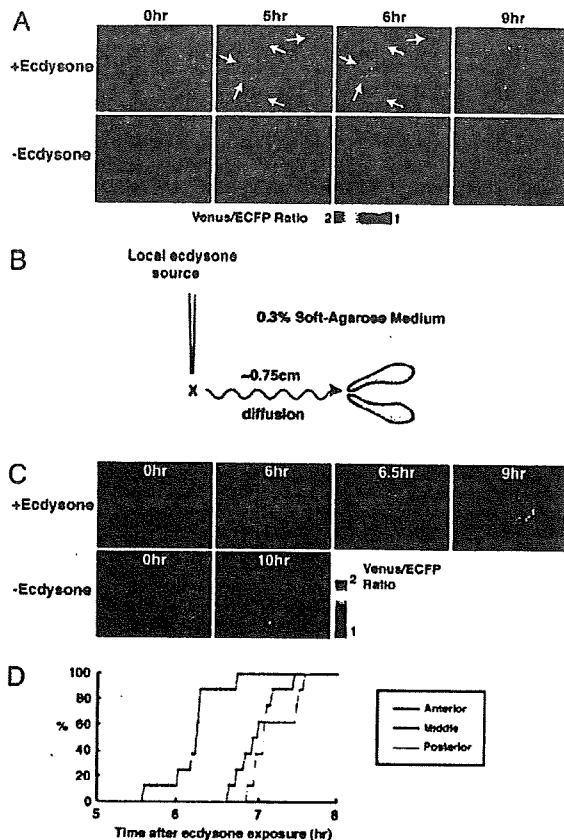 A
0hr 5hr 6hr 9hr
+Ecdysone
-Ecdysone
Venus/ECFP Ratio 2 1
B
Local ecdysone
source
0.3% Soft-Agarose Medium
X
~0.75cm
diffusion
C
0hr 6hr 6.5hr 9hr
+Ecdysone
0hr 10hr
-Ecdysone
Venus/ECFP
Ratio
2
1
D
100
80
60
40
20
0
%
5 6 7 8
Time after ecdysone exposure (hr)
Anterior
Middle
Posterior